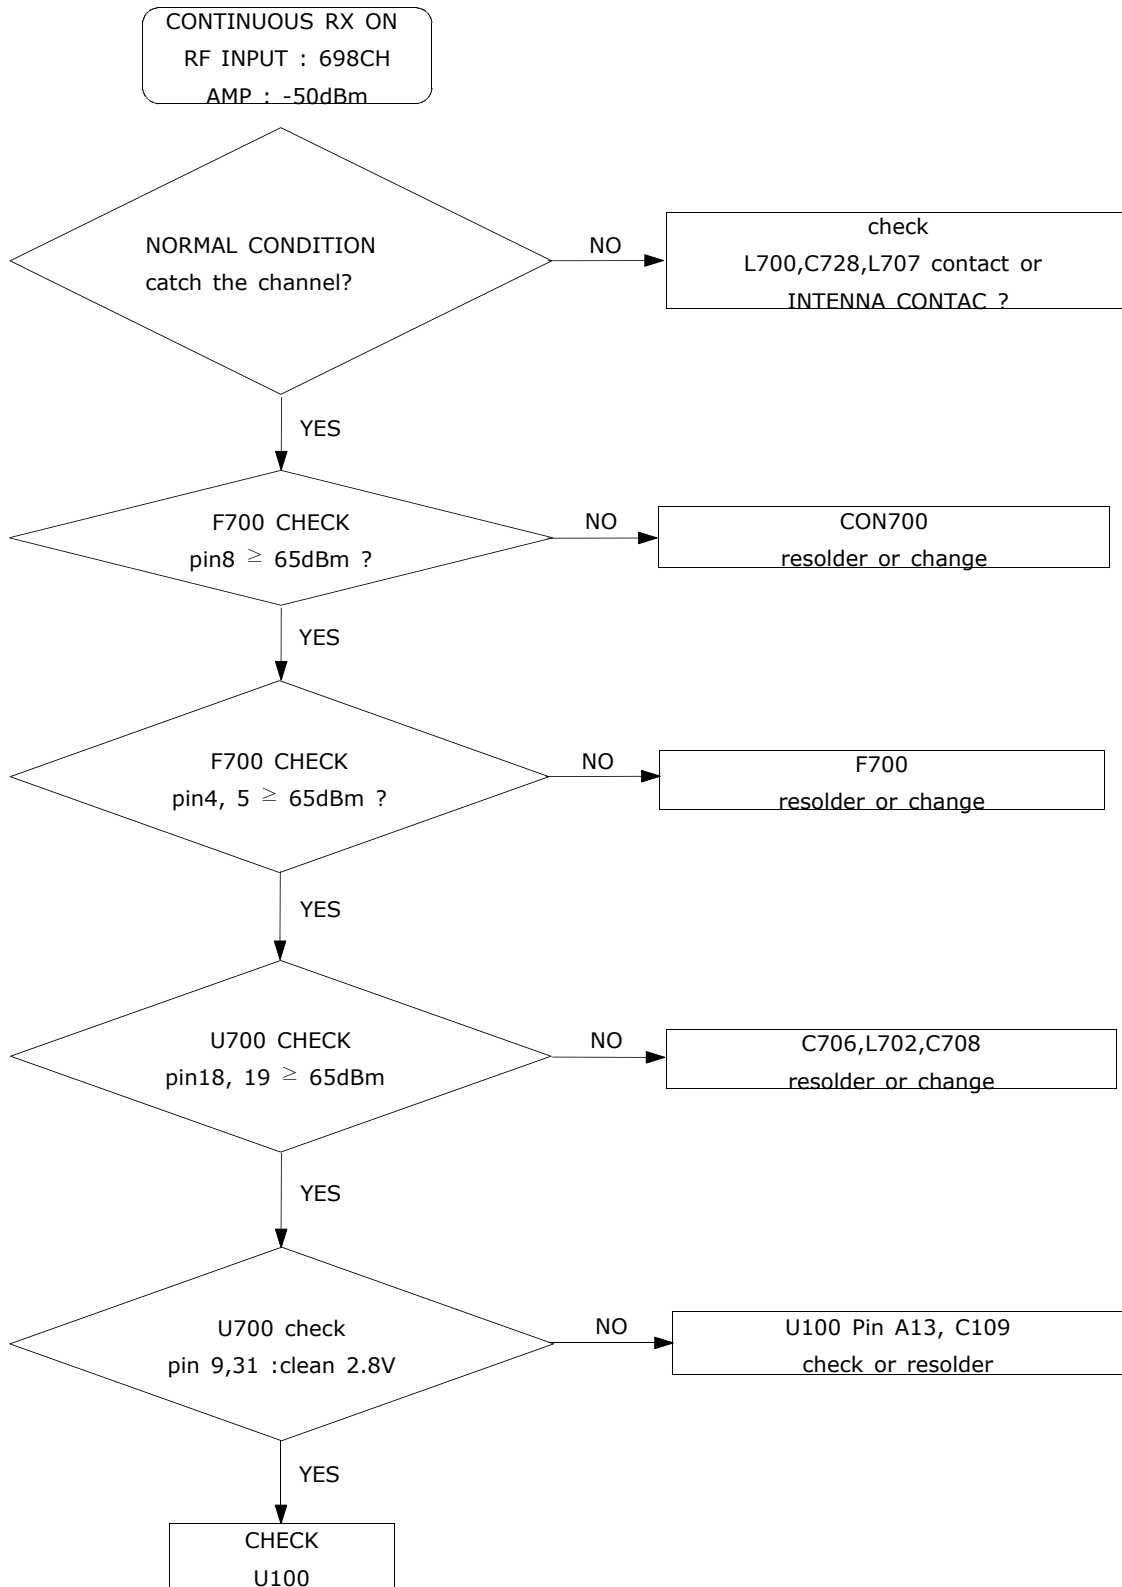 CONTINUOUS RX ON
RF INPUT : 698CH
AMP : -50dBm
NORMAL CONDITION
catch the channel?
NO
check
L700,C728,L707 contact or
INTENNA CONTAC ?
YES
F700 CHECK
pin8 ≥ 65dBm ?
NO
CON700
resolder or change
YES
F700 CHECK
pin4, 5 ≥ 65dBm ?
NO
F700
resolder or change
YES
U700 CHECK
pin18, 19 ≥ 65dBm
NO
C706,L702,C708
resolder or change
YES
U700 check
pin 9,31 :clean 2.8V
NO
U100 Pin A13, C109
check or resolder
YES
CHECK
U100